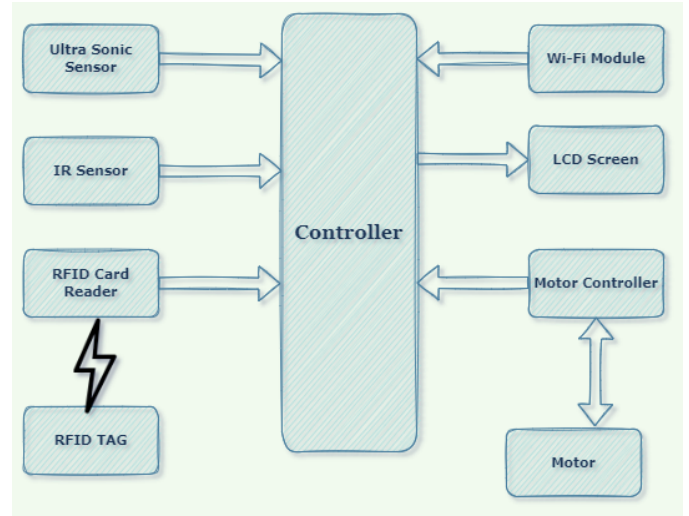 Ultra Sonic
Sensor
IR Sensor
RFID Card
Reader
RFID TAG
Controller
Wi-Fi Module
LCD Screen
Motor Controller
Motor